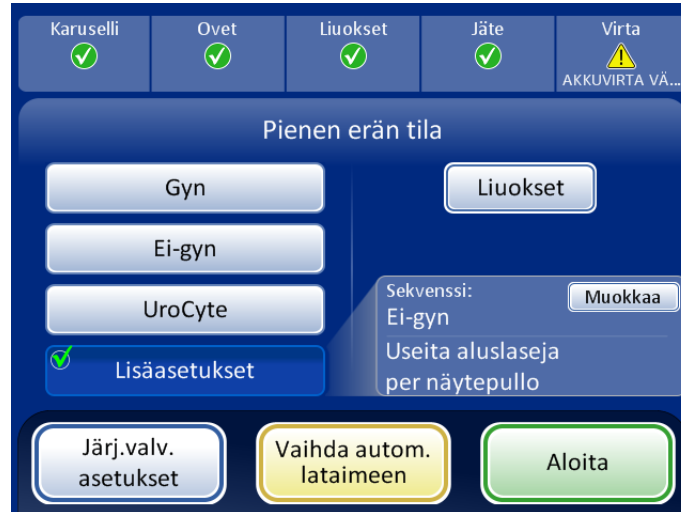 Karuselli
Ovet
Liuokset
Jäte
Virta
AKKUVIRTA VÄ...
Pienen erän tila
Gyn
Liuokset
Ei-gyn
UroCyte
Sekvenssi:
Muokkaa
Ei-gyn
Lisäasetukset
Useita aluslaseja
per näytepullo
Järj.valv.
asetukset
Vaihda autom.
lataimeen
Aloita